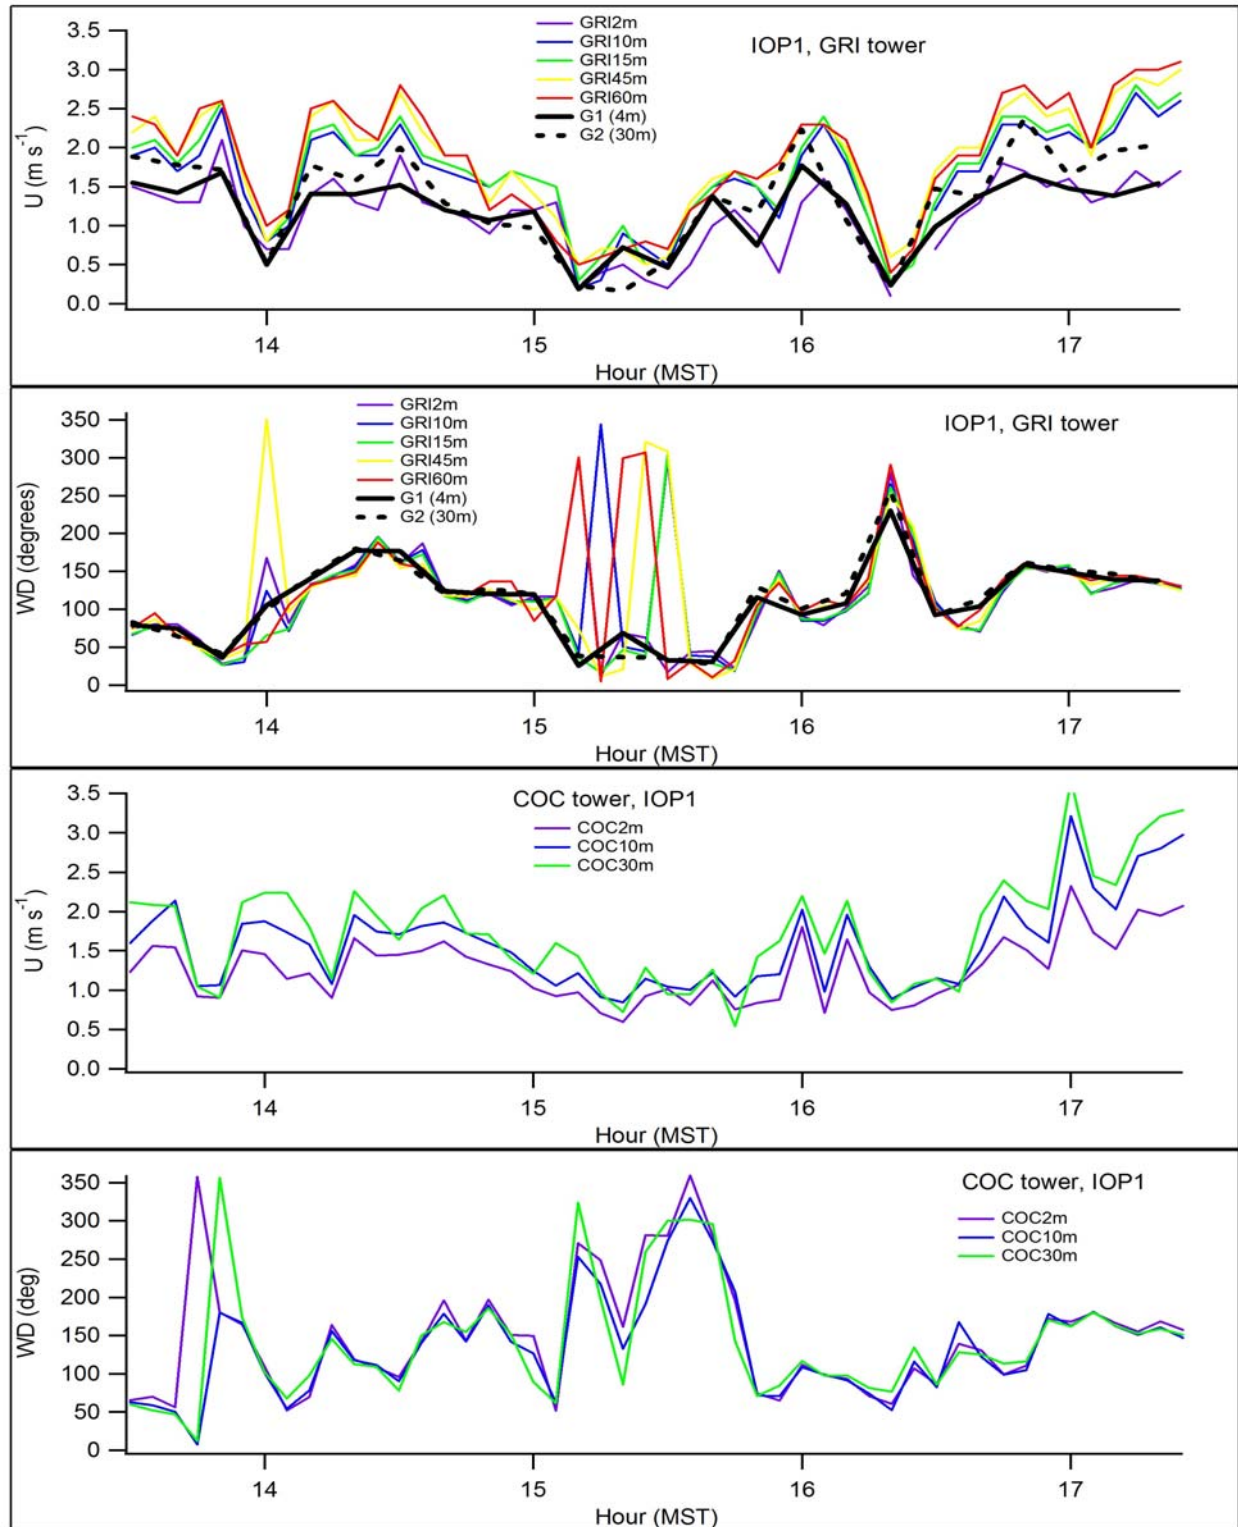 GRI2m
GRI10m
GRI15m
GRI45m
GRI60m
G1 (4m)
G2 (30m)
IOP1, GRI tower
U (m s⁻¹)
3.5
3.0
2.5
2.0
1.5
1.0
0.5
0.0
14 15 16 17
Hour (MST)
GRI2m
GRI10m
GRI15m
GRI45m
GRI60m
G1 (4m)
G2 (30m)
IOP1, GRI tower
WD (degrees)
350
300
250
200
150
100
50
0
14 15 16 17
Hour (MST)
COC tower, IOP1
COC2m
COC10m
COC30m
U (m s⁻¹)
3.5
3.0
2.5
2.0
1.5
1.0
0.5
0.0
14 15 16 17
Hour (MST)
COC tower, IOP1
COC2m
COC10m
COC30m
WD (deg)
350
300
250
200
150
100
50
0
14 15 16 17
Hour (MST)